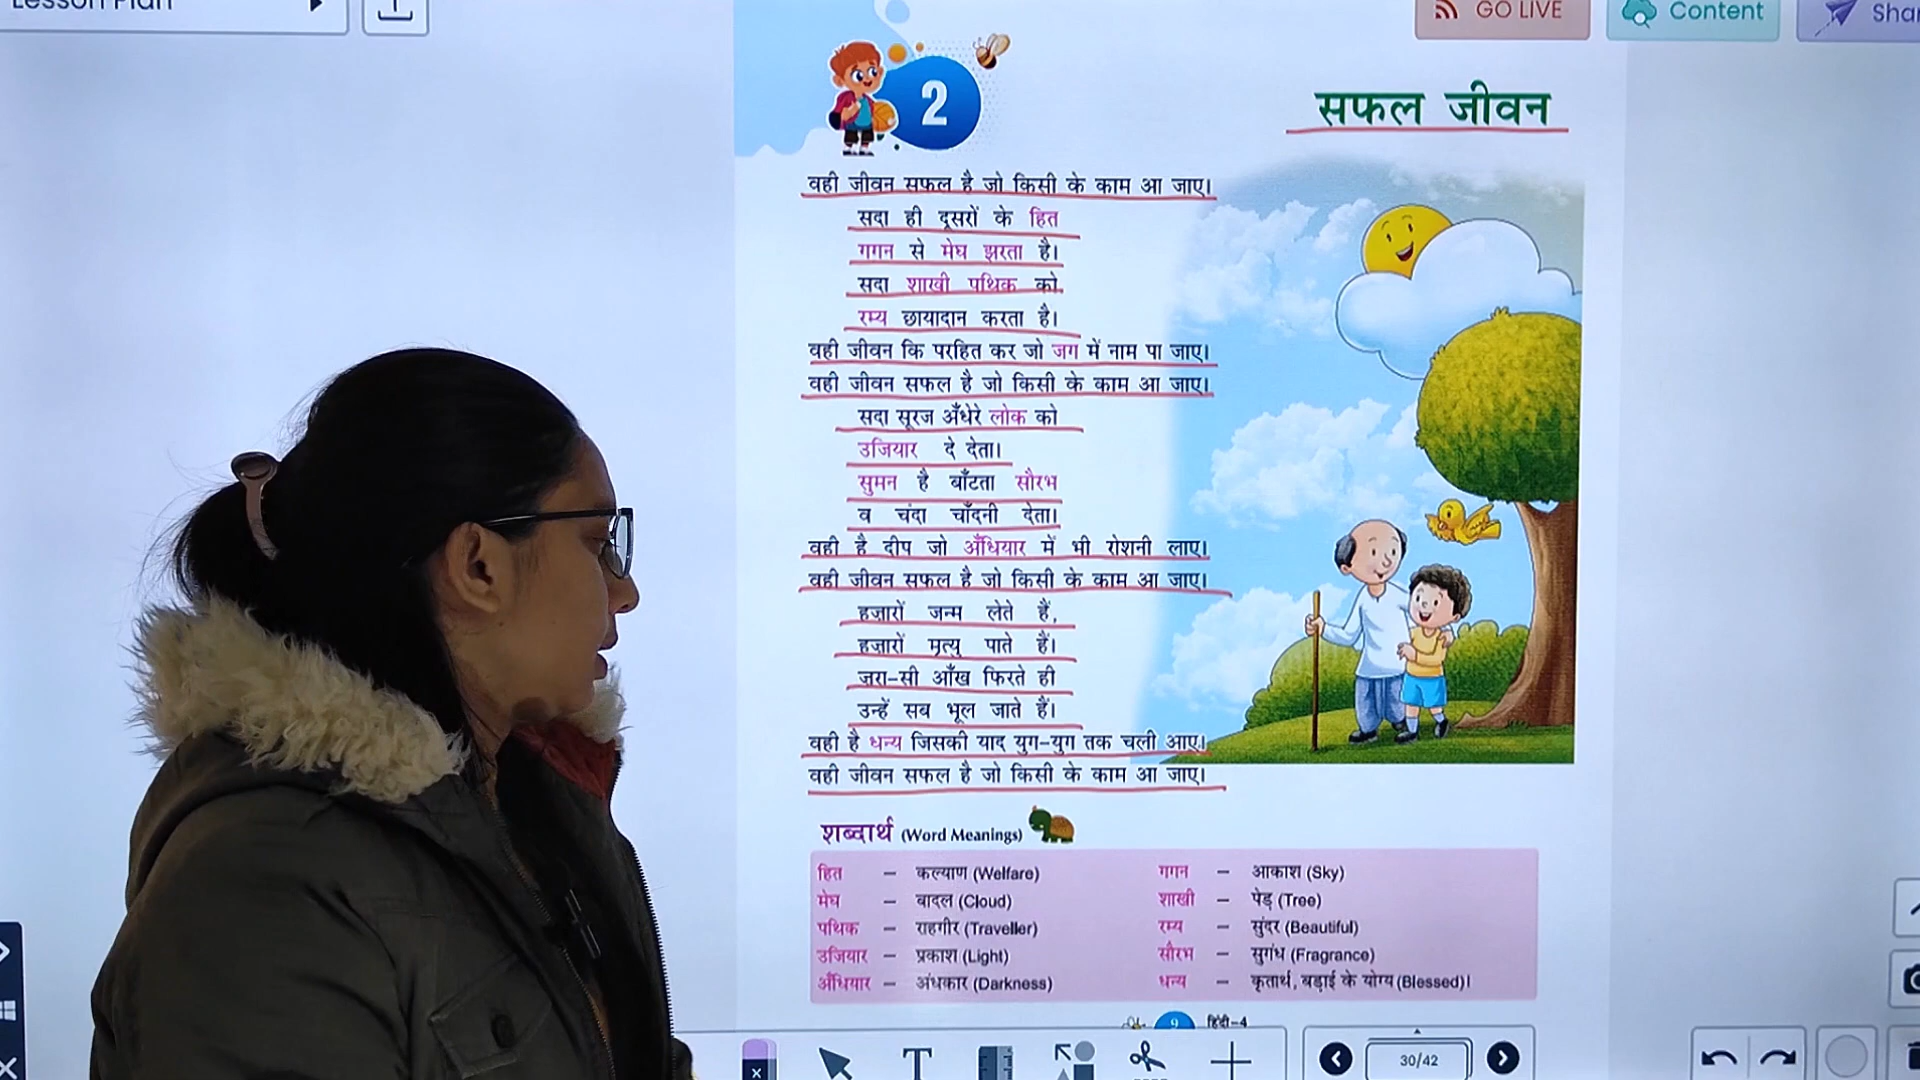 Lesson Plan
GO LIVE
Content
2
सफल जीवन
वही जीवन सफल है जो किसी के काम आ जाए।
सदा ही दूसरों के हित
गगन से मेघ झरता है।
सदा शाखी पथिक को
रम्य छायादान करता है।
वही जीवन कि परहित कर जो जग में नाम पा जाए।
वही जीवन सफल है जो किसी के काम आ जाए।
सदा सूरज अँधेरे लोक को
उजियार दे देता।
सुमन है बाँटता सौरभ
व चंदा चाँदनी देता।
वही है दीप जो अँधियार में भी रोशनी लाए।
वही जीवन सफल है जो किसी के काम आ जाए।
हज़ारों जन्म लेते हैं,
हज़ारों मृत्यु पाते हैं।
ज़रा-सी आँख फिरते ही
उन्हें सब भूल जाते हैं।
वही है धन्य जिसकी याद युग-युग तक चली आए।
वही जीवन सफल है जो किसी के काम आ जाए।
शब्दार्थ (Word Meanings)
हित – कल्याण (Welfare) गगन – आकाश (Sky)
मेघ – बादल (Cloud) शाखी – पेड़ (Tree)
पथिक – राहगीर (Traveller) रम्य – सुंदर (Beautiful)
उजियार – प्रकाश (Light) सौरभ – सुगंध (Fragrance)
अँधियार – अंधकार (Darkness) धन्य – कृतार्थ, बड़ाई के योग्य (Blessed)।
9 हिंदी-4
T
30/42